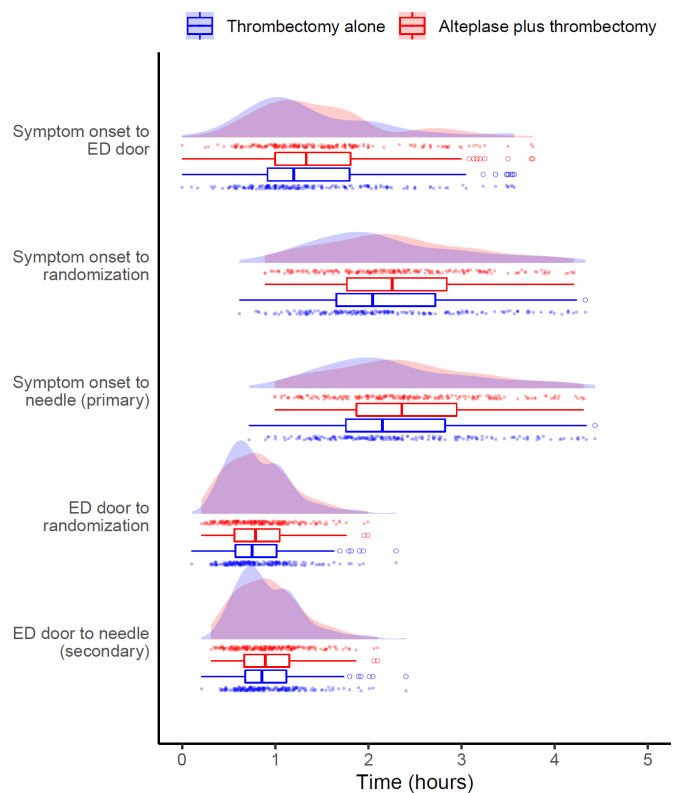 Thrombectomy alone
Alteplase plus thrombectomy
Symptom onset to
ED door
Symptom onset to
randomization
Symptom onset to
needle (primary)
ED door to
randomization
ED door to needle
(secondary)
0 1 2 3 4 5
Time (hours)